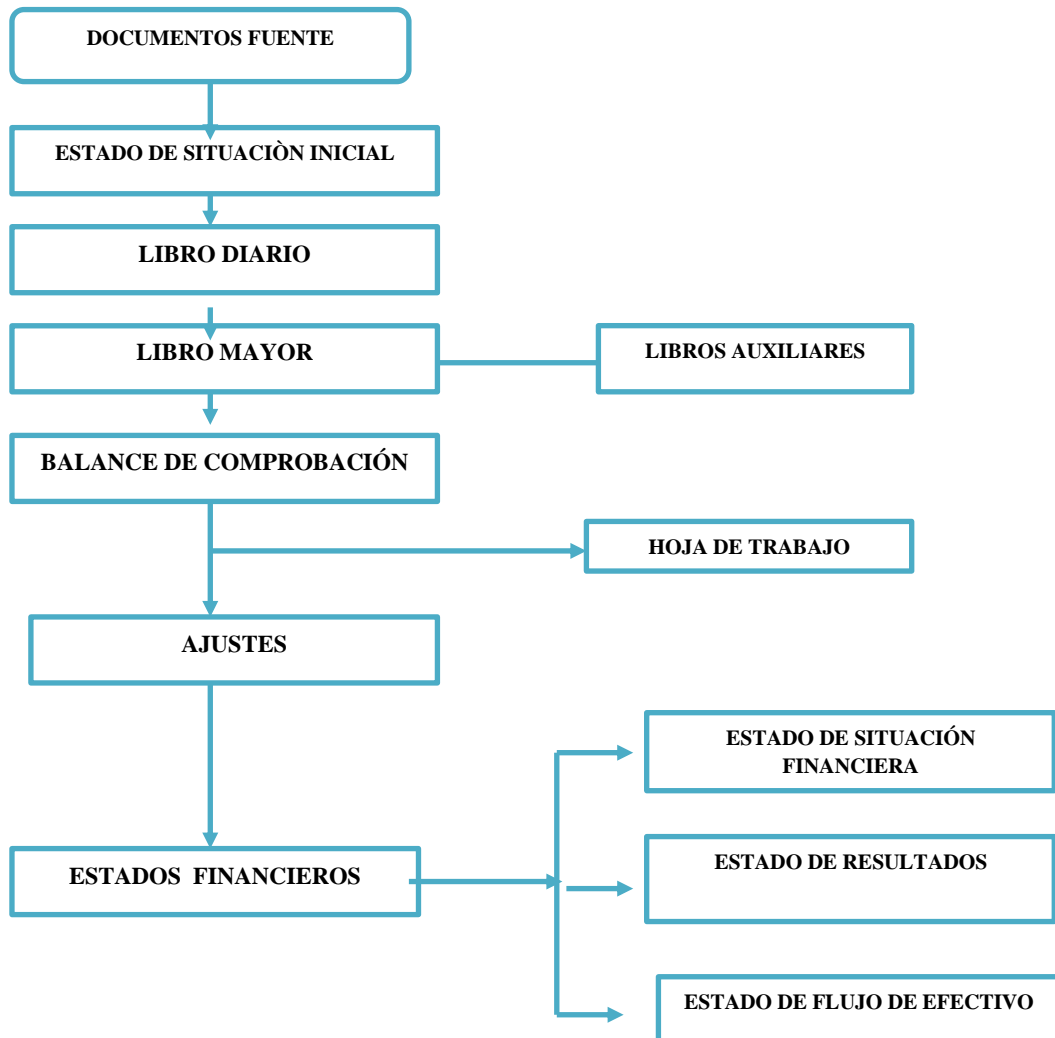 DOCUMENTOS FUENTE
ESTADO DE SITUACIÒN INICIAL
LIBRO DIARIO
LIBRO MAYOR
LIBROS AUXILIARES
BALANCE DE COMPROBACIÓN
HOJA DE TRABAJO
AJUSTES
ESTADOS FINANCIEROS
ESTADO DE SITUACIÓN
FINANCIERA
ESTADO DE RESULTADOS
ESTADO DE FLUJO DE EFECTIVO